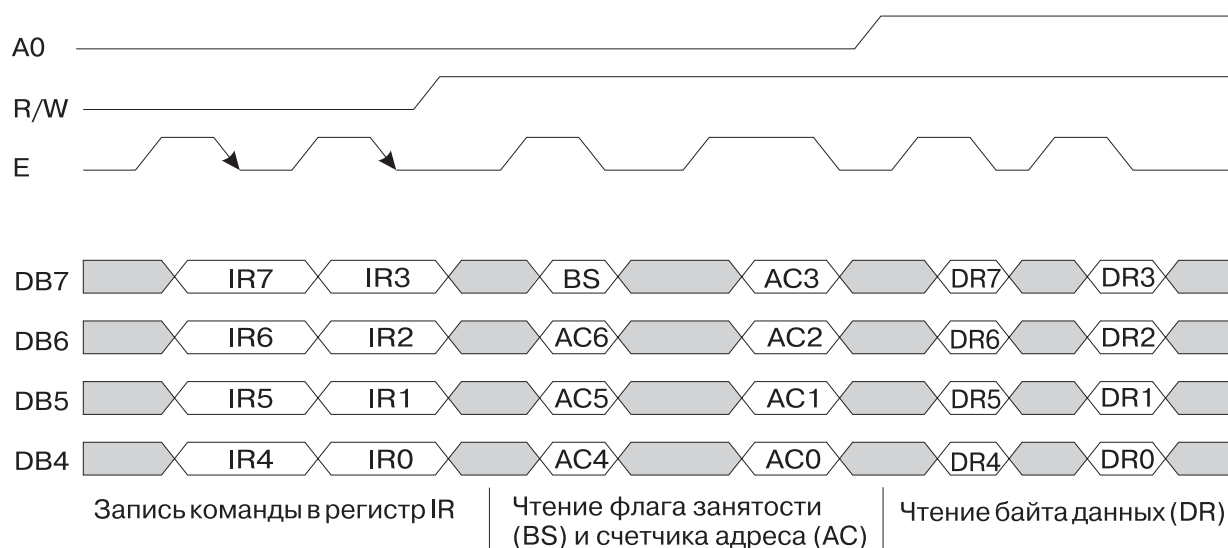 A0
R/W
E
DB7 IR7 IR3 BS AC3 DR7 DR3
DB6 IR6 IR2 AC6 AC2 DR6 DR2
DB5 IR5 IR1 AC5 AC1 DR5 DR1
DB4 IR4 IR0 AC4 AC0 DR4 DR0
Запись команды в регистр IR
Чтение флага занятости
(BS) и счетчика адреса (AC)
Чтение байта данных (DR)